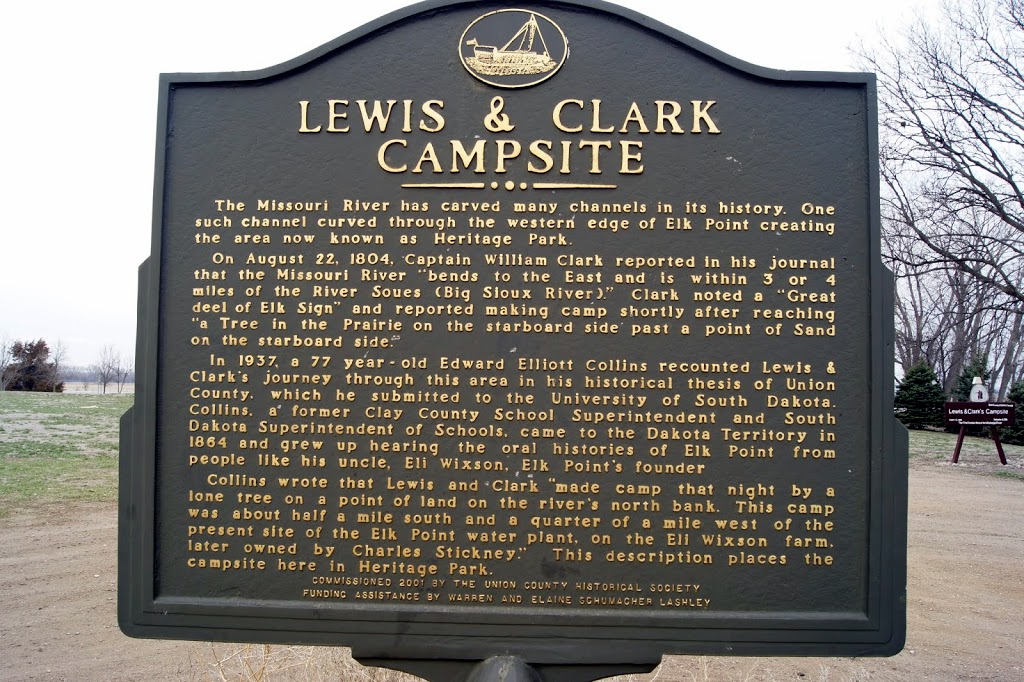 LEWIS & CLARK
CAMPSITE
The Missouri River has carved many channels in its history. One
such channel curved through the western edge of Elk Point creating
the area now known as Heritage Park.
On August 22, 1804, Captain William Clark reported in his journal
that the Missouri River "bends to the East and is within 3 or 4
miles of the River Soues (Big Sioux River)." Clark noted a "Great
deel of Elk Sign" and reported making camp shortly after reaching
"a Tree in the Prairie on the starboard side past a point of Sand
on the starboard side."
In 1937, a 77 year-old Edward Elliott Collins recounted Lewis &
Clark's journey through this area in his historical thesis of Union
County, which he submitted to the University of South Dakota.
Collins, a former Clay County School Superintendent and South
Dakota Superintendent of Schools, came to the Dakota Territory in
1864 and grew up hearing the oral histories of Elk Point from
people like his uncle, Eli Wixson, Elk Point's founder
Collins wrote that Lewis and Clark "made camp that night by a
lone tree on a point of land on the river's north bank. This camp
was about half a mile south and a quarter of a mile west of the
present site of the Elk Point water plant, on the Eli Wixson farm,
later owned by Charles Stickney." This description places the
campsite here in Heritage Park.
COMMISSIONED 2001 BY THE UNION COUNTY HISTORICAL SOCIETY
FUNDING ASSISTANCE BY WARREN AND ELAINE SCHUMACHER LASHLEY
Lewis & Clark's Campsite